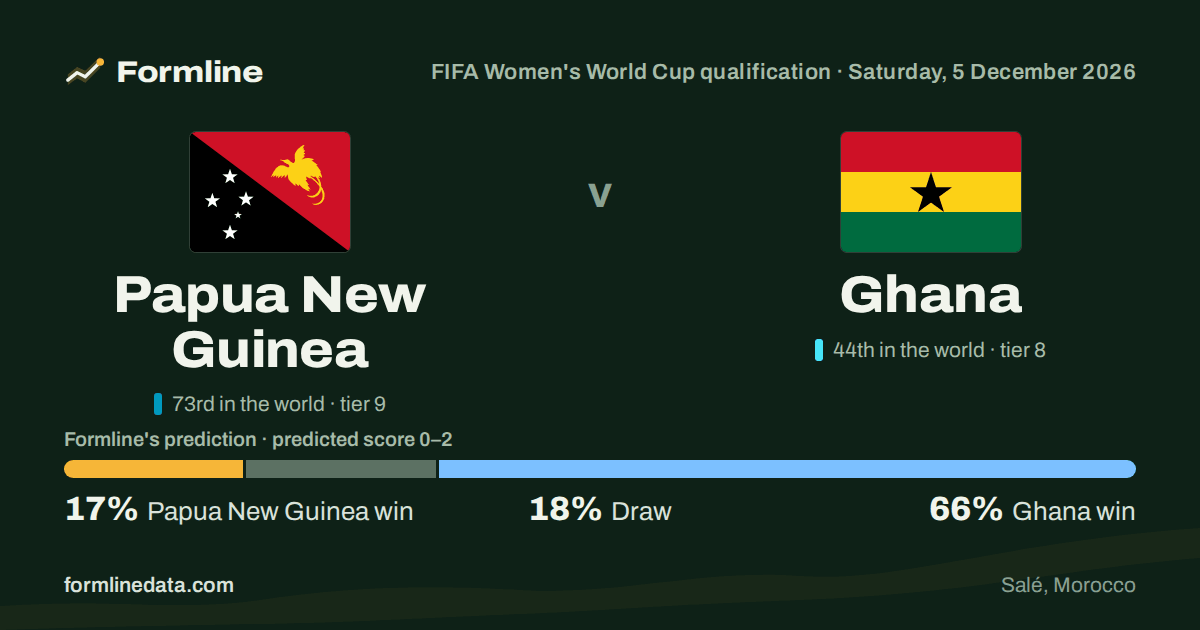 Formline
FIFA Women's World Cup qualification · Saturday, 5 December 2026
v
Papua New
Guinea
73rd in the world · tier 9
Ghana
44th in the world · tier 8
Formline's prediction · predicted score 0–2
17% Papua New Guinea win
18% Draw
66% Ghana win
formlinedata.com
Salé, Morocco